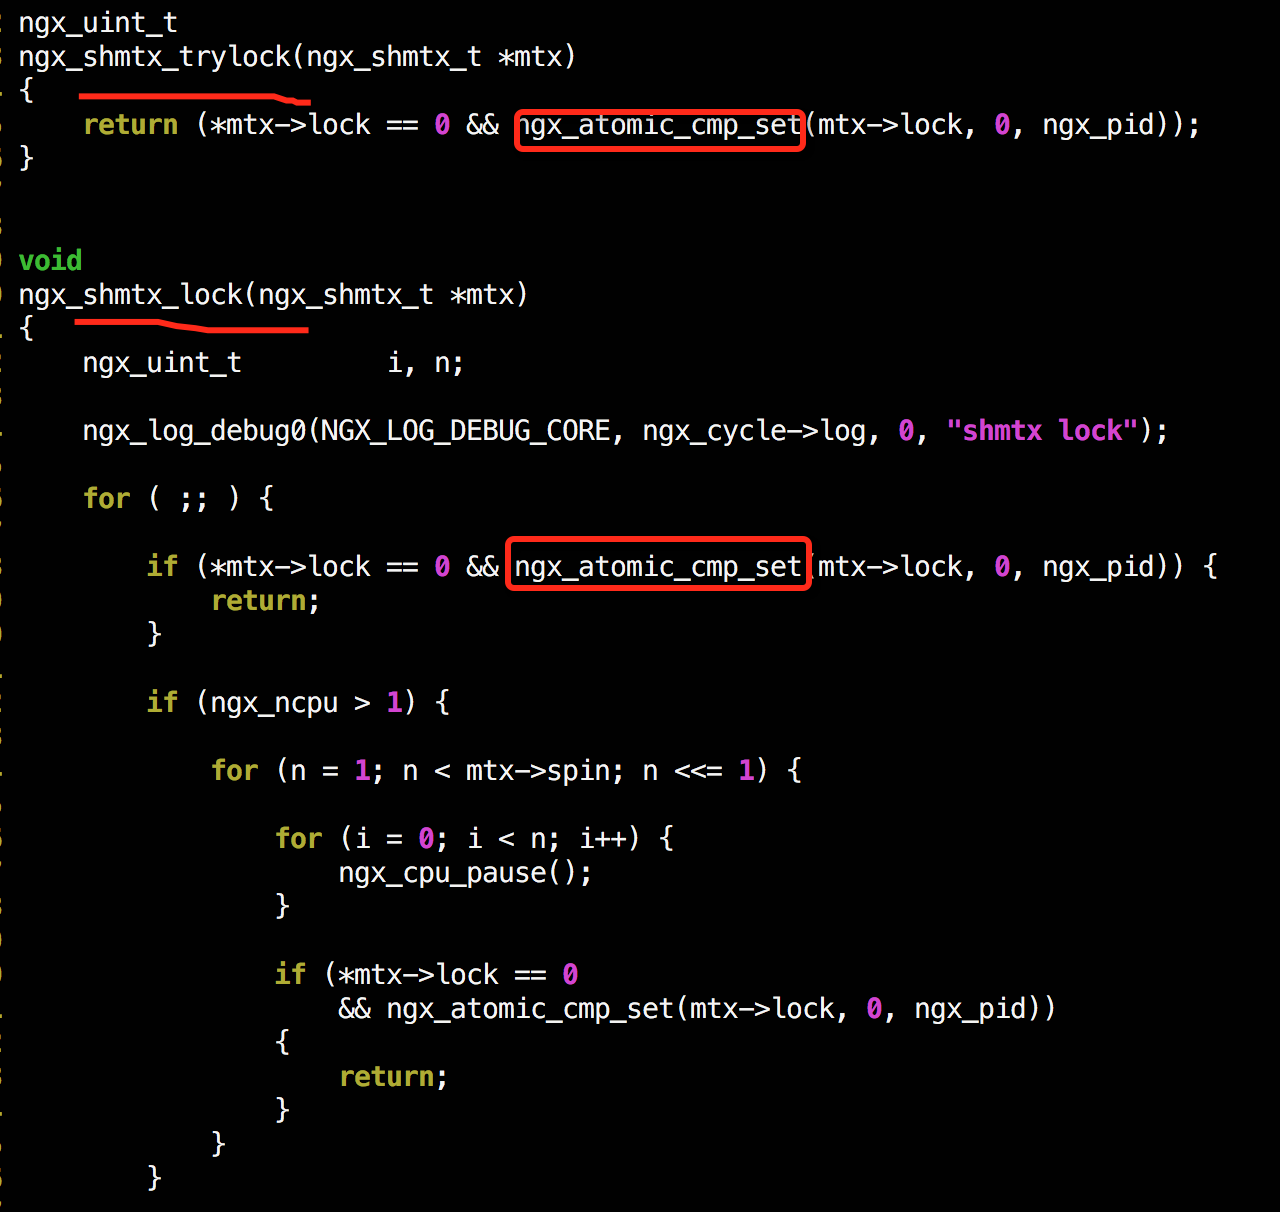 ngx_uint_t
ngx_shmtx_trylock(ngx_shmtx_t *mtx)
{
    return (*mtx->lock == 0 && ngx_atomic_cmp_set(mtx->lock, 0, ngx_pid));
}
void
ngx_shmtx_lock(ngx_shmtx_t *mtx)
{
    ngx_uint_t         i, n;
    ngx_log_debug0(NGX_LOG_DEBUG_CORE, ngx_cycle->log, 0, "shmtx lock");
    for ( ;; ) {
        if (*mtx->lock == 0 && ngx_atomic_cmp_set(mtx->lock, 0, ngx_pid)) {
            return;
        }
        if (ngx_ncpu > 1) {
            for (n = 1; n < mtx->spin; n <<= 1) {
                for (i = 0; i < n; i++) {
                    ngx_cpu_pause();
                }
                if (*mtx->lock == 0
                    && ngx_atomic_cmp_set(mtx->lock, 0, ngx_pid))
                {
                    return;
                }
            }
        }